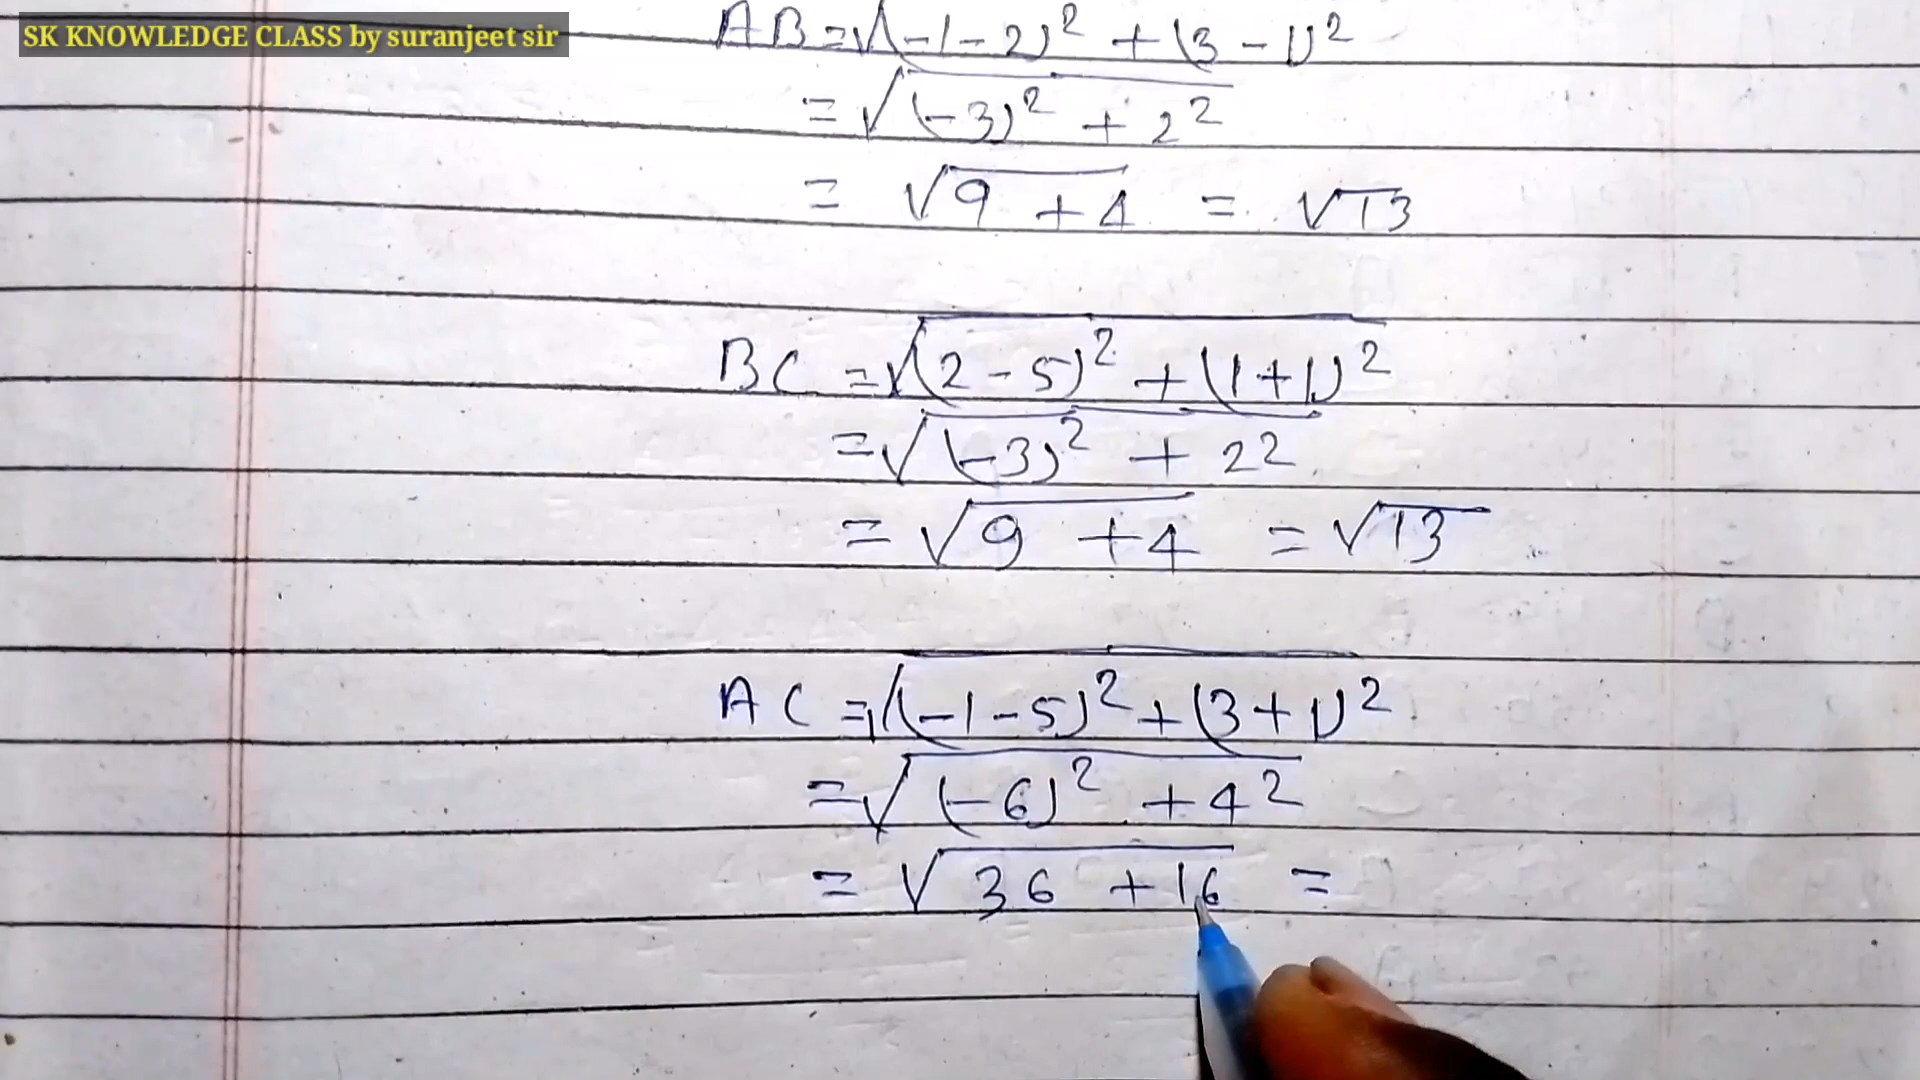 SK KNOWLEDGE CLASS by suranjeet sir
AB = √(-1-2)² + (3-1)²
= √(-3)² + 2²
= √9 + 4 = √13
BC = √(2-5)² + (1+1)²
= √(-3)² + 2²
= √9 + 4 = √13
AC = √(-1-5)² + (3+1)²
= √(-6)² + 4²
= √36 + 16 =